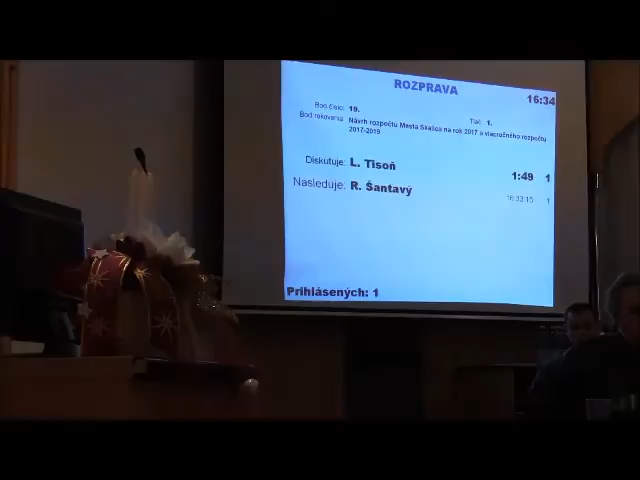 ROZPRAVA
16:34
Bod číslo: 19. Tlač: 1.
Bod rokovania: Návrh rozpočtu Mesta Skalica na rok 2017 a viacročného rozpočtu
2017-2019
Diskutuje: L. Tisoň 1:49 1
Nasleduje: R. Šantavý 16:33:15 1
Prihlásených: 1